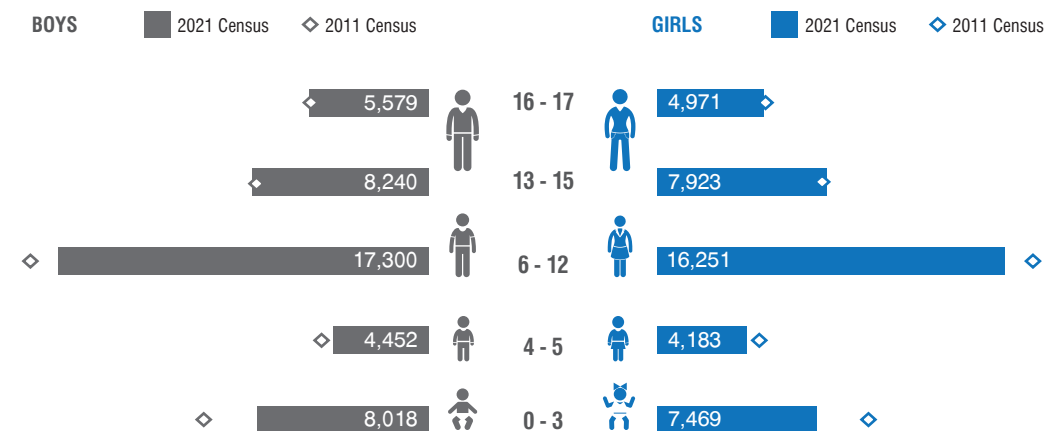 BOYS 2021 Census 2011 Census GIRLS 2021 Census 2011 Census
5,579 16 - 17 4,971
8,240 13 - 15 7,923
17,300 6 - 12 16,251
4,452 4 - 5 4,183
8,018 0 - 3 7,469